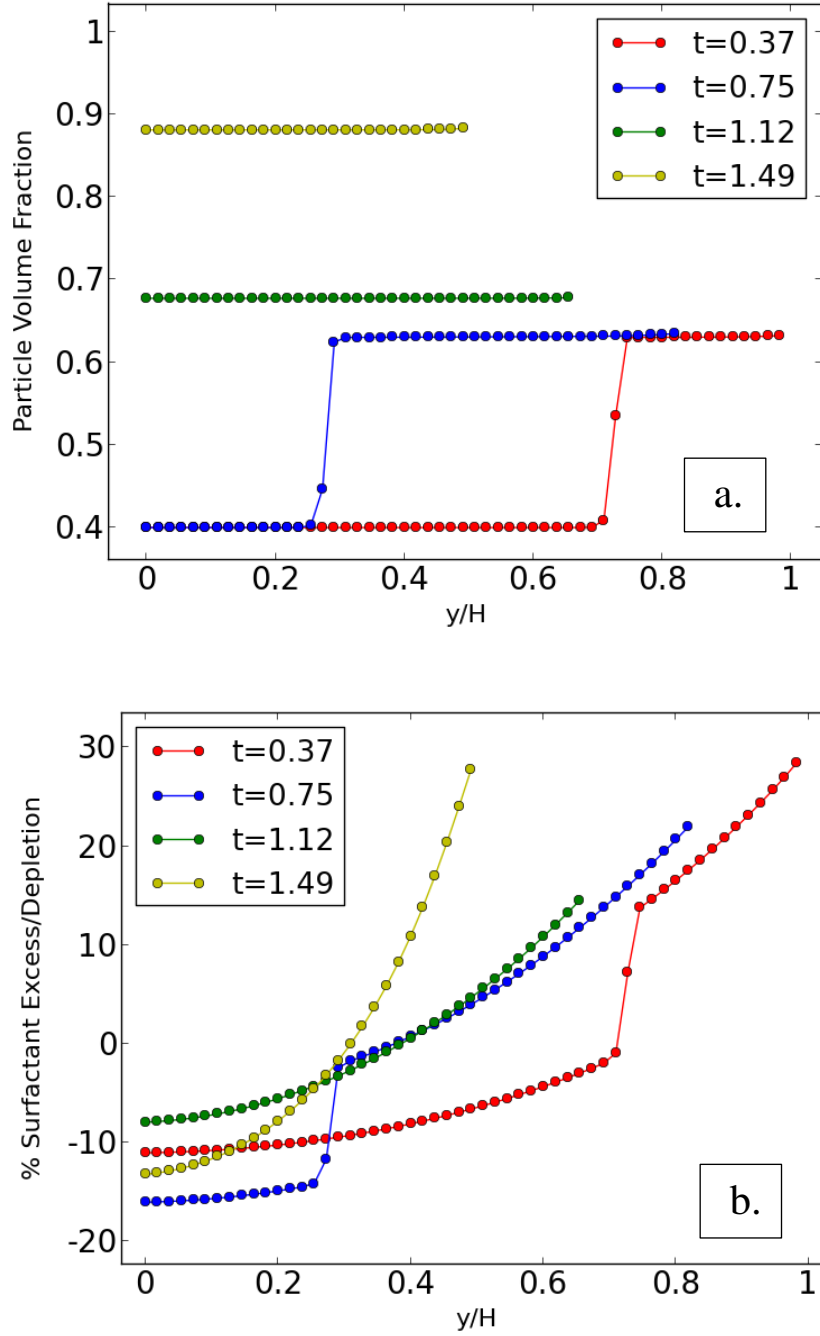 1
0.9
0.8
0.7
0.6
0.5
0.4
Particle Volume Fraction
t=0.37
t=0.75
t=1.12
t=1.49
a.
0 0.2 0.4 0.6 0.8 1
y/H
30
20
10
0
-10
-20
% Surfactant Excess/Depletion
t=0.37
t=0.75
t=1.12
t=1.49
b.
0 0.2 0.4 0.6 0.8 1
y/H